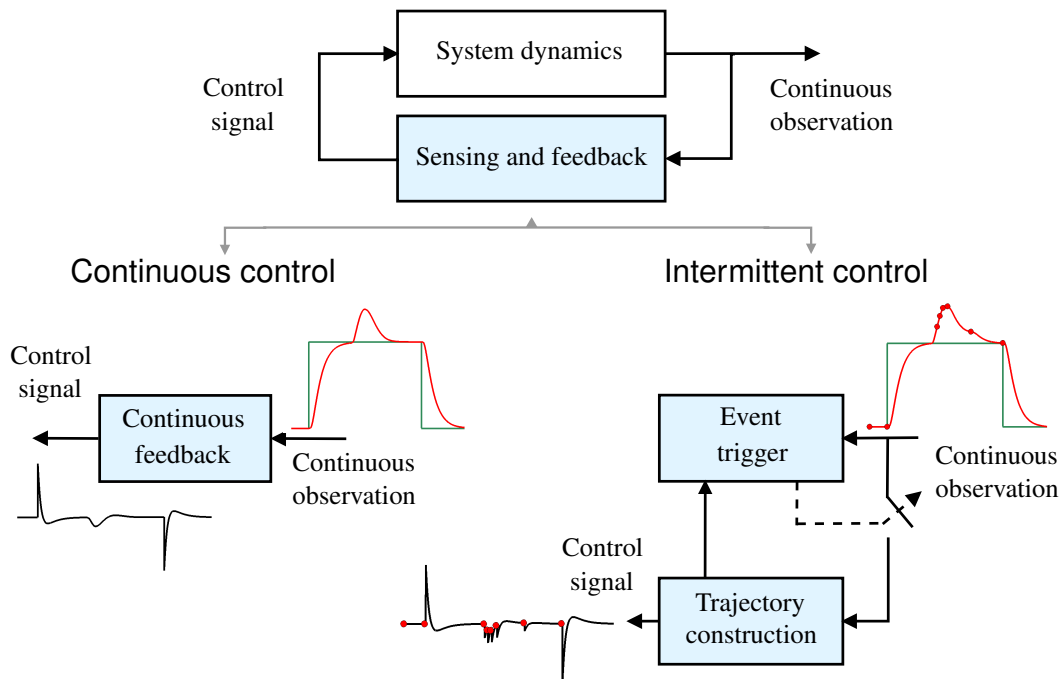 System dynamics
Control
signal
Continuous
observation
Sensing and feedback
Continuous control
Intermittent control
Control
signal
Continuous
feedback
Continuous
observation
Event
trigger
Continuous
observation
Control
signal
Trajectory
construction